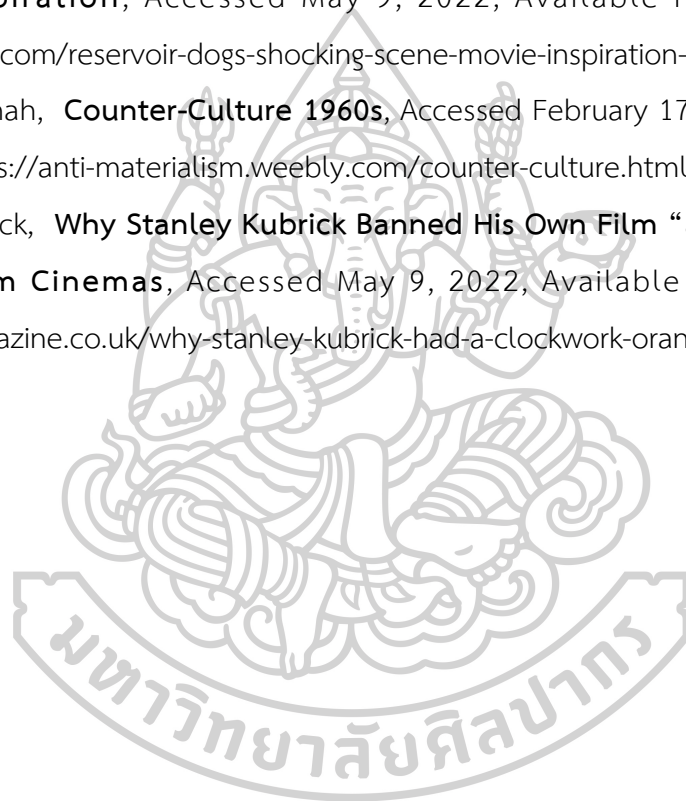 piration, Accessed May 9, 2022, Available
.com/reservoir-dogs-shocking-scene-movie-inspiration-
nah, Counter-Culture 1960s, Accessed February 17
s://anti-materialism.weebly.com/counter-culture.html
ck, Why Stanley Kubrick Banned His Own Film “
m Cinemas, Accessed May 9, 2022, Available
azine.co.uk/why-stanley-kubrick-had-a-clockwork-oran
มหาวิทยาลัยศิลปากร